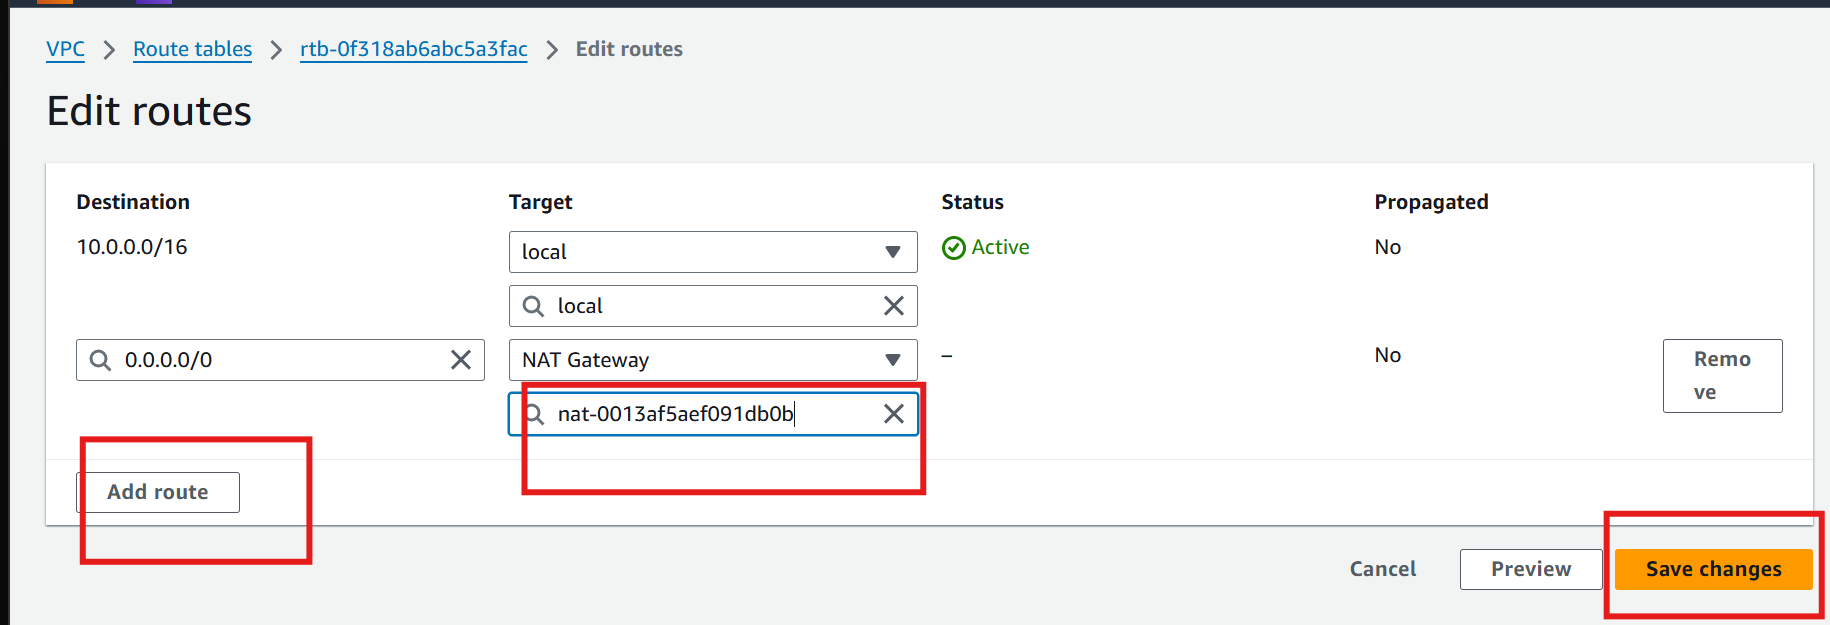 VPC > Route tables > rtb-0f318ab6abc5a3fac > Edit routes
Edit routes
Destination Target Status Propagated
10.0.0.0/16 local Active No
local
0.0.0.0/0 NAT Gateway – No Remo
ve
nat-0013af5aef091db0b
Add route
Cancel Preview Save changes